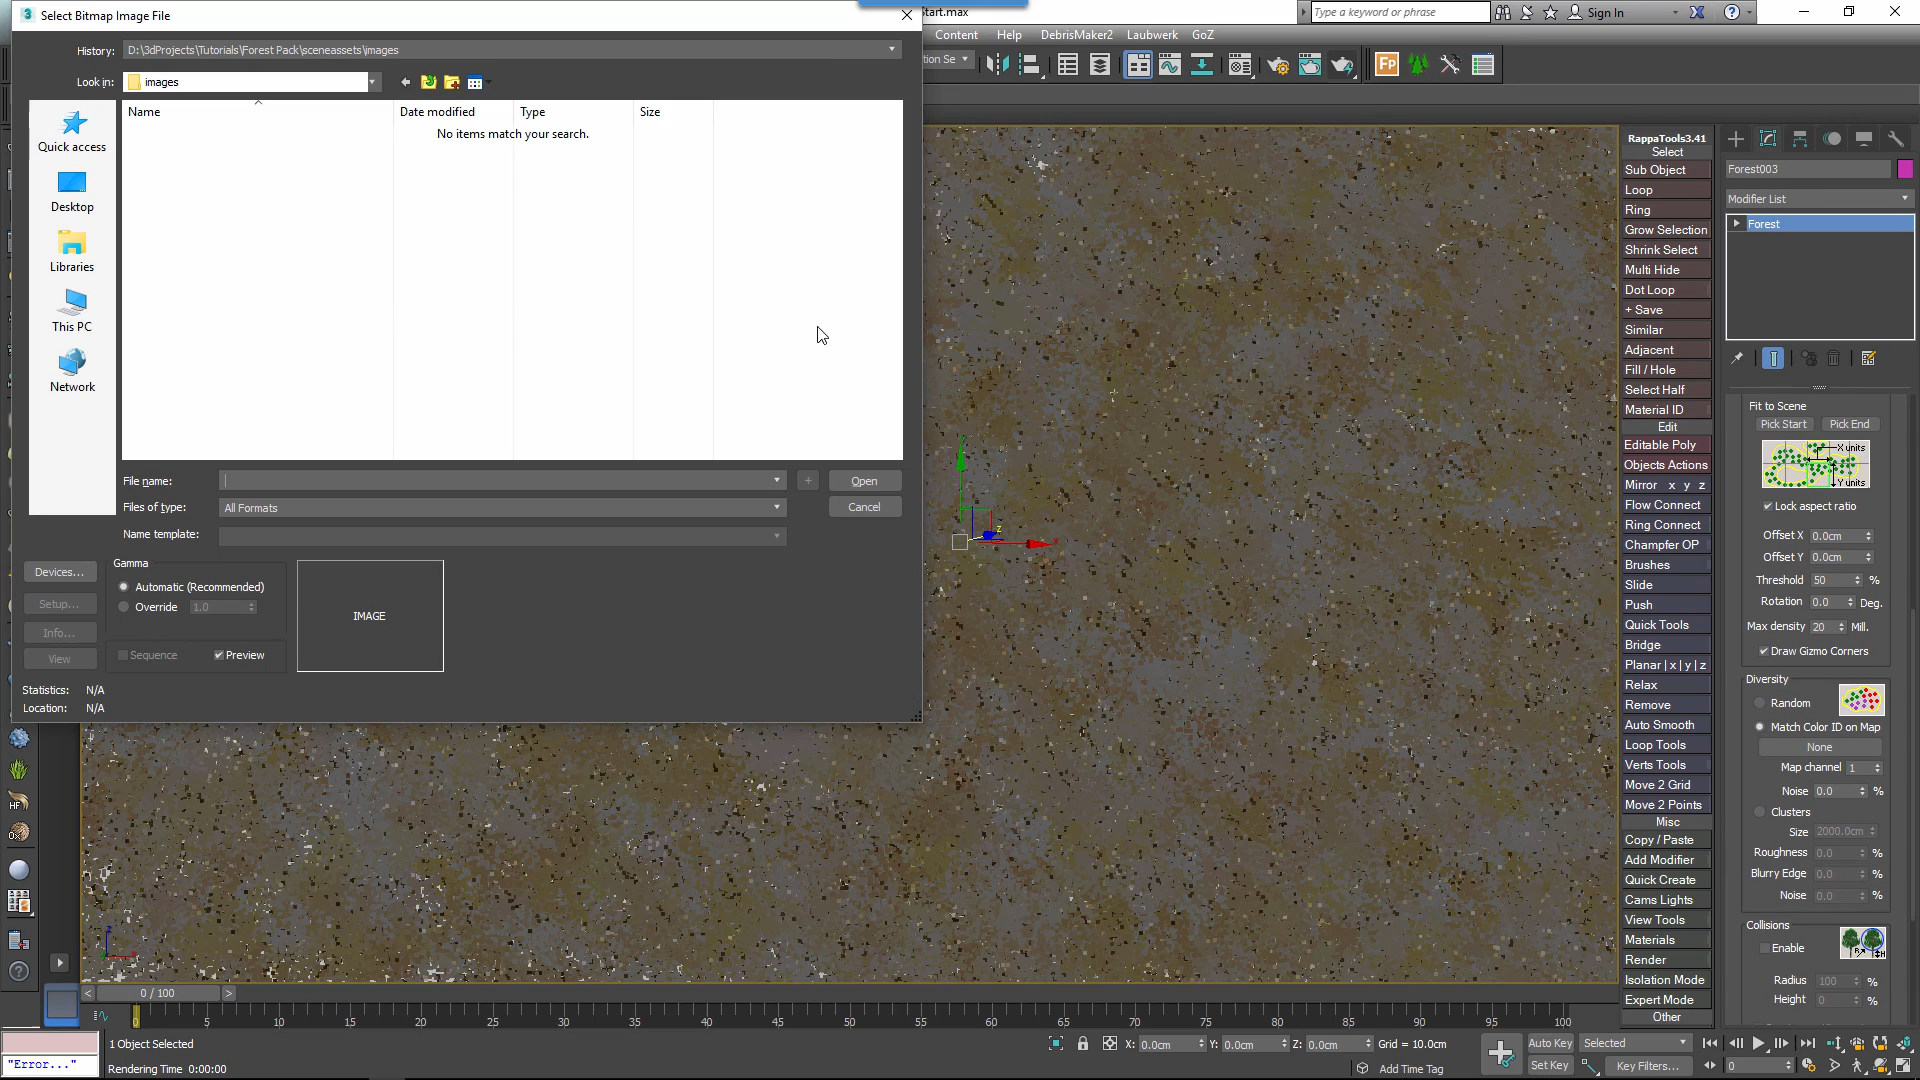 Select Bitmap Image File
History: D:\3dProjects\Tutorials\Forest Pack\sceneassets\images
Look in: images
Name Date modified Type Size
No items match your search.
Quick access
Desktop
Libraries
This PC
Network
File name:
Open
Files of type: All Formats
Cancel
Name template:
Devices...
Setup...
Info...
View
Gamma
Automatic (Recommended)
Override 1.0
Sequence Preview
IMAGE
Statistics: N/A
Location: N/A
Start.max
Type a keyword or phrase
Sign In
Content Help DebrisMaker2 Laubwerk GoZ
tion Se
Fp
RappaTools3.41
Select
Sub Object
Loop
Ring
Grow Selection
Shrink Select
Multi Hide
Dot Loop
+ Save
Similar
Adjacent
Fill / Hole
Select Half
Material ID
Edit
Editable Poly
Objects Actions
Mirror x y z
Flow Connect
Ring Connect
Champfer OP
Brushes
Slide
Push
Quick Tools
Bridge
Planar | x | y | z
Relax
Remove
Auto Smooth
Loop Tools
Verts Tools
Move 2 Grid
Move 2 Points
Misc
Copy / Paste
Add Modifier
Quick Create
Cams Lights
View Tools
Materials
Render
Isolation Mode
Expert Mode
Other
Forest003
Modifier List
Forest
Fit to Scene
Pick Start Pick End
X units
Y units
Lock aspect ratio
Offset X 0.0cm
Offset Y 0.0cm
Threshold 50 %
Rotation 0.0 Deg.
Max density 20 Mill.
Draw Gizmo Corners
Diversity
Random
Match Color ID on Map
None
Map channel 1
Noise 0.0 %
Clusters
Size 2000.0cm
Roughness 0.0 %
Blurry Edge 0.0 %
Noise 0.0 %
Collisions
Enable
Radius 100 %
Height 0 %
z
x
HF
0 / 100
0 5 10 15 20 25 30 35 40 45 50 55 60 65 70 75 80 85 90 95 100
"Error..."
1 Object Selected
Rendering Time 0:00:00
X: 0.0cm Y: 0.0cm Z: 0.0cm Grid = 10.0cm
Add Time Tag
Auto Key Selected
Set Key Key Filters...
0